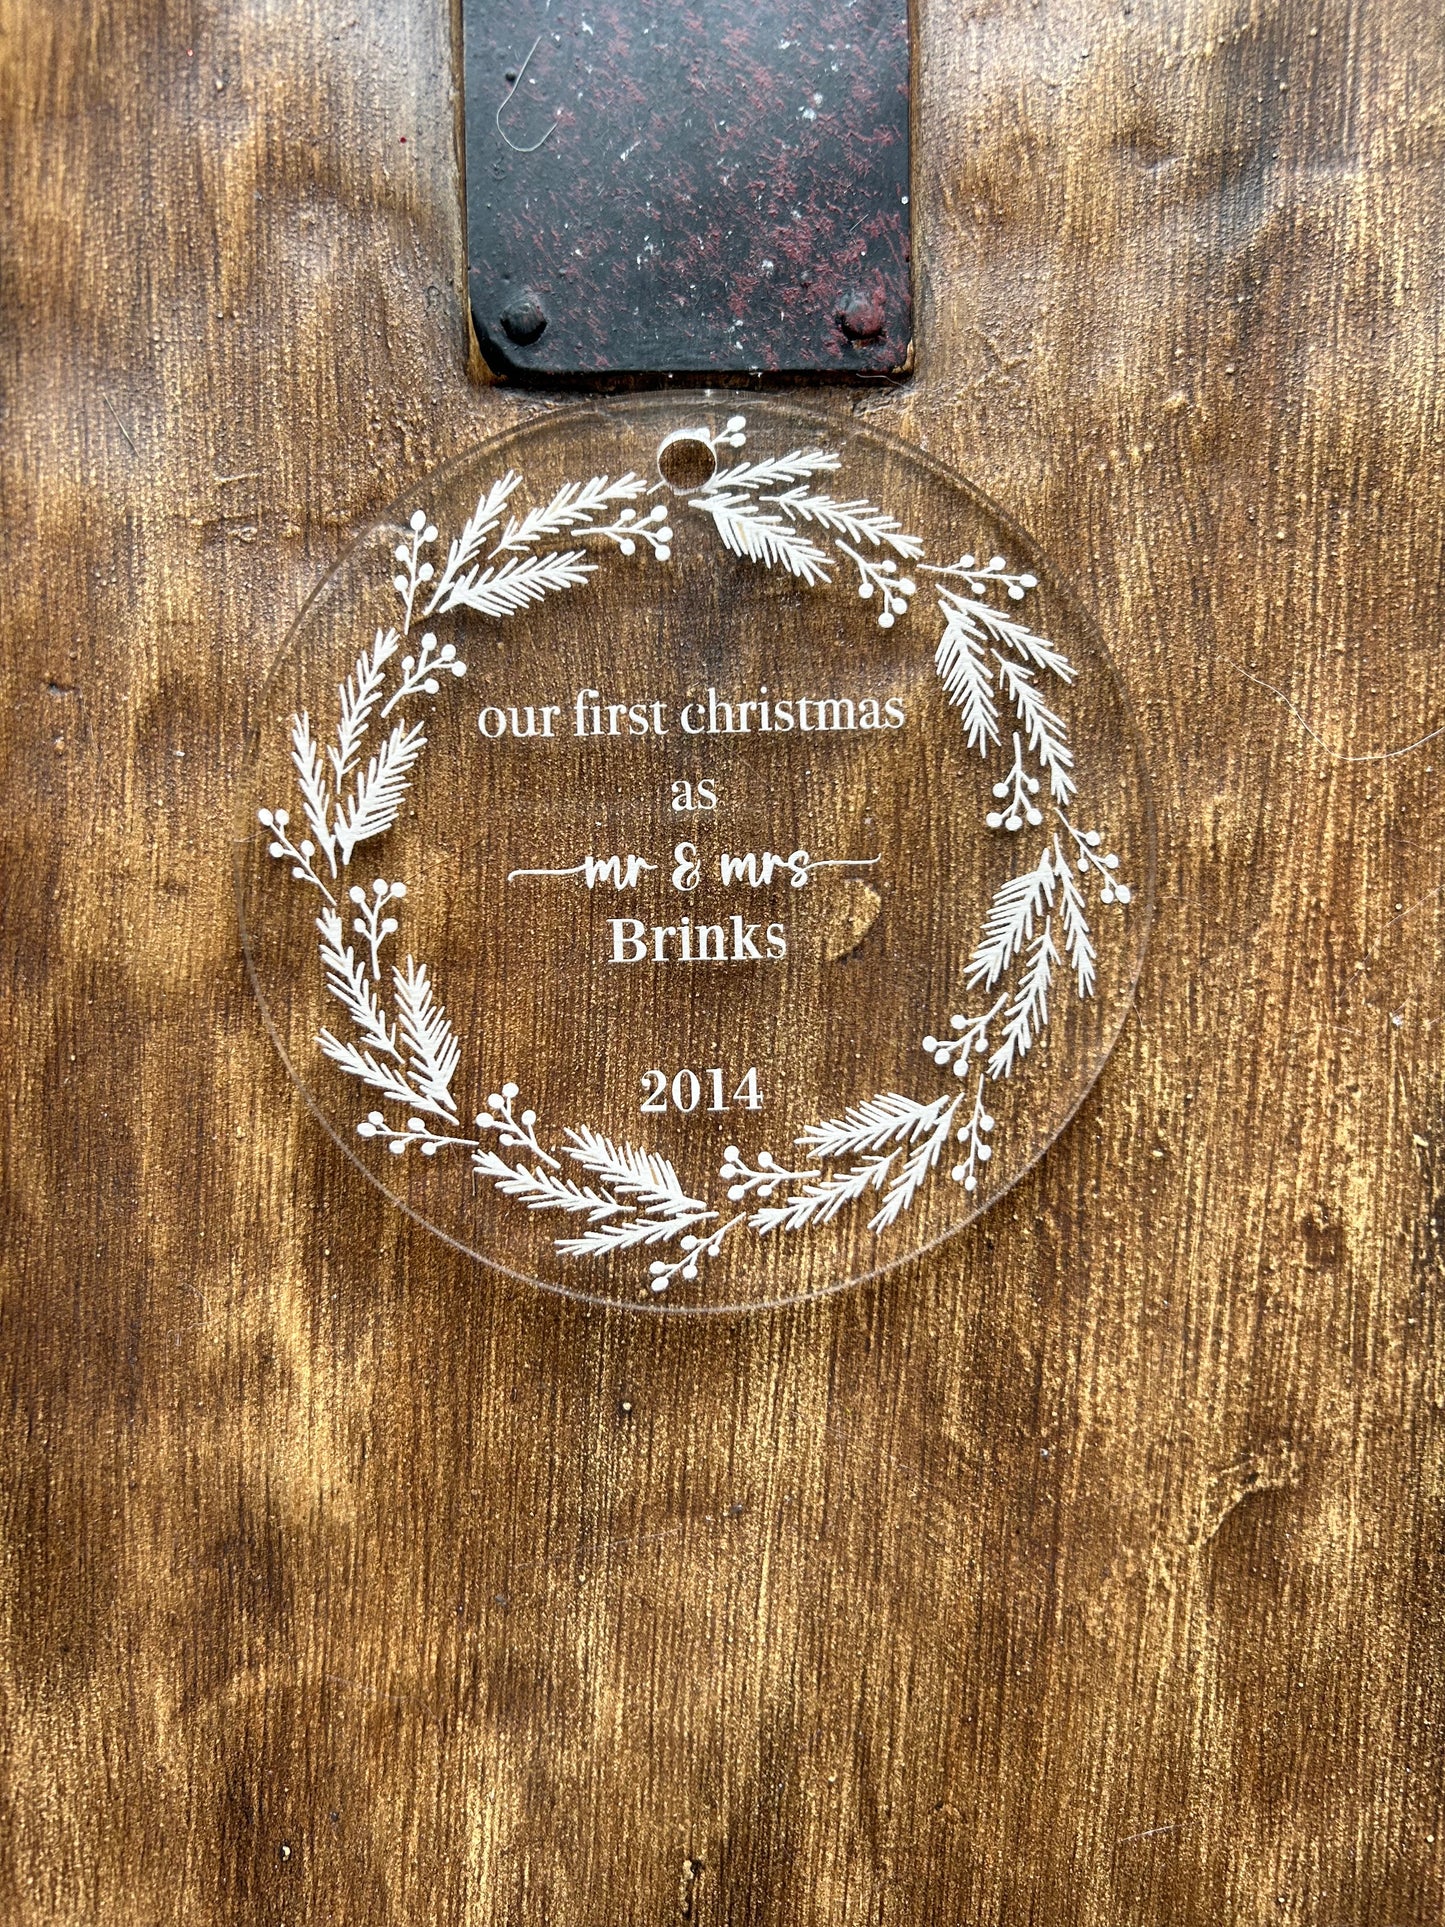 our first christmas
as
mr & mrs
Brinks
2014